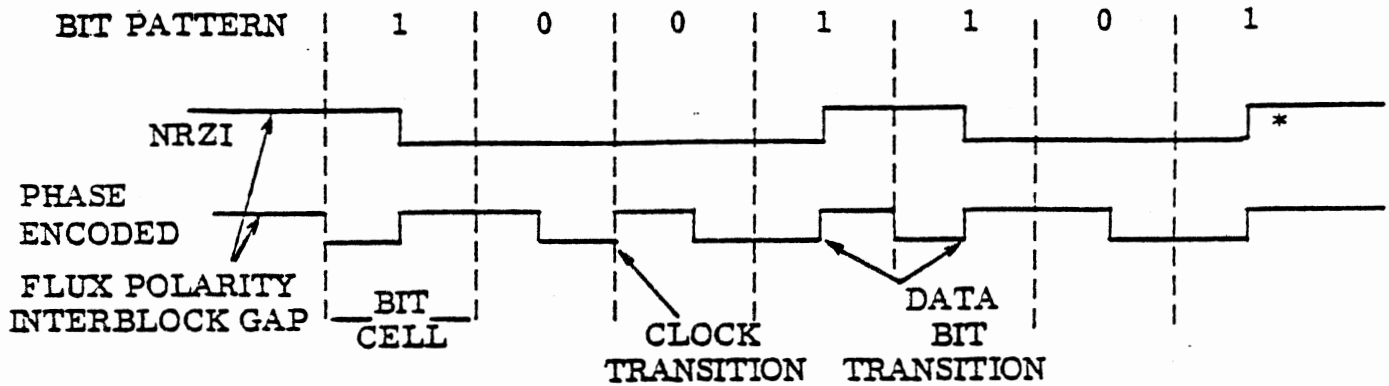 BIT PATTERN 1 0 0 1 1 0 1
NRZI
*
PHASE
ENCODED
FLUX POLARITY
INTERBLOCK GAP
BIT
CELL
CLOCK
TRANSITION
DATA
BIT
TRANSITION